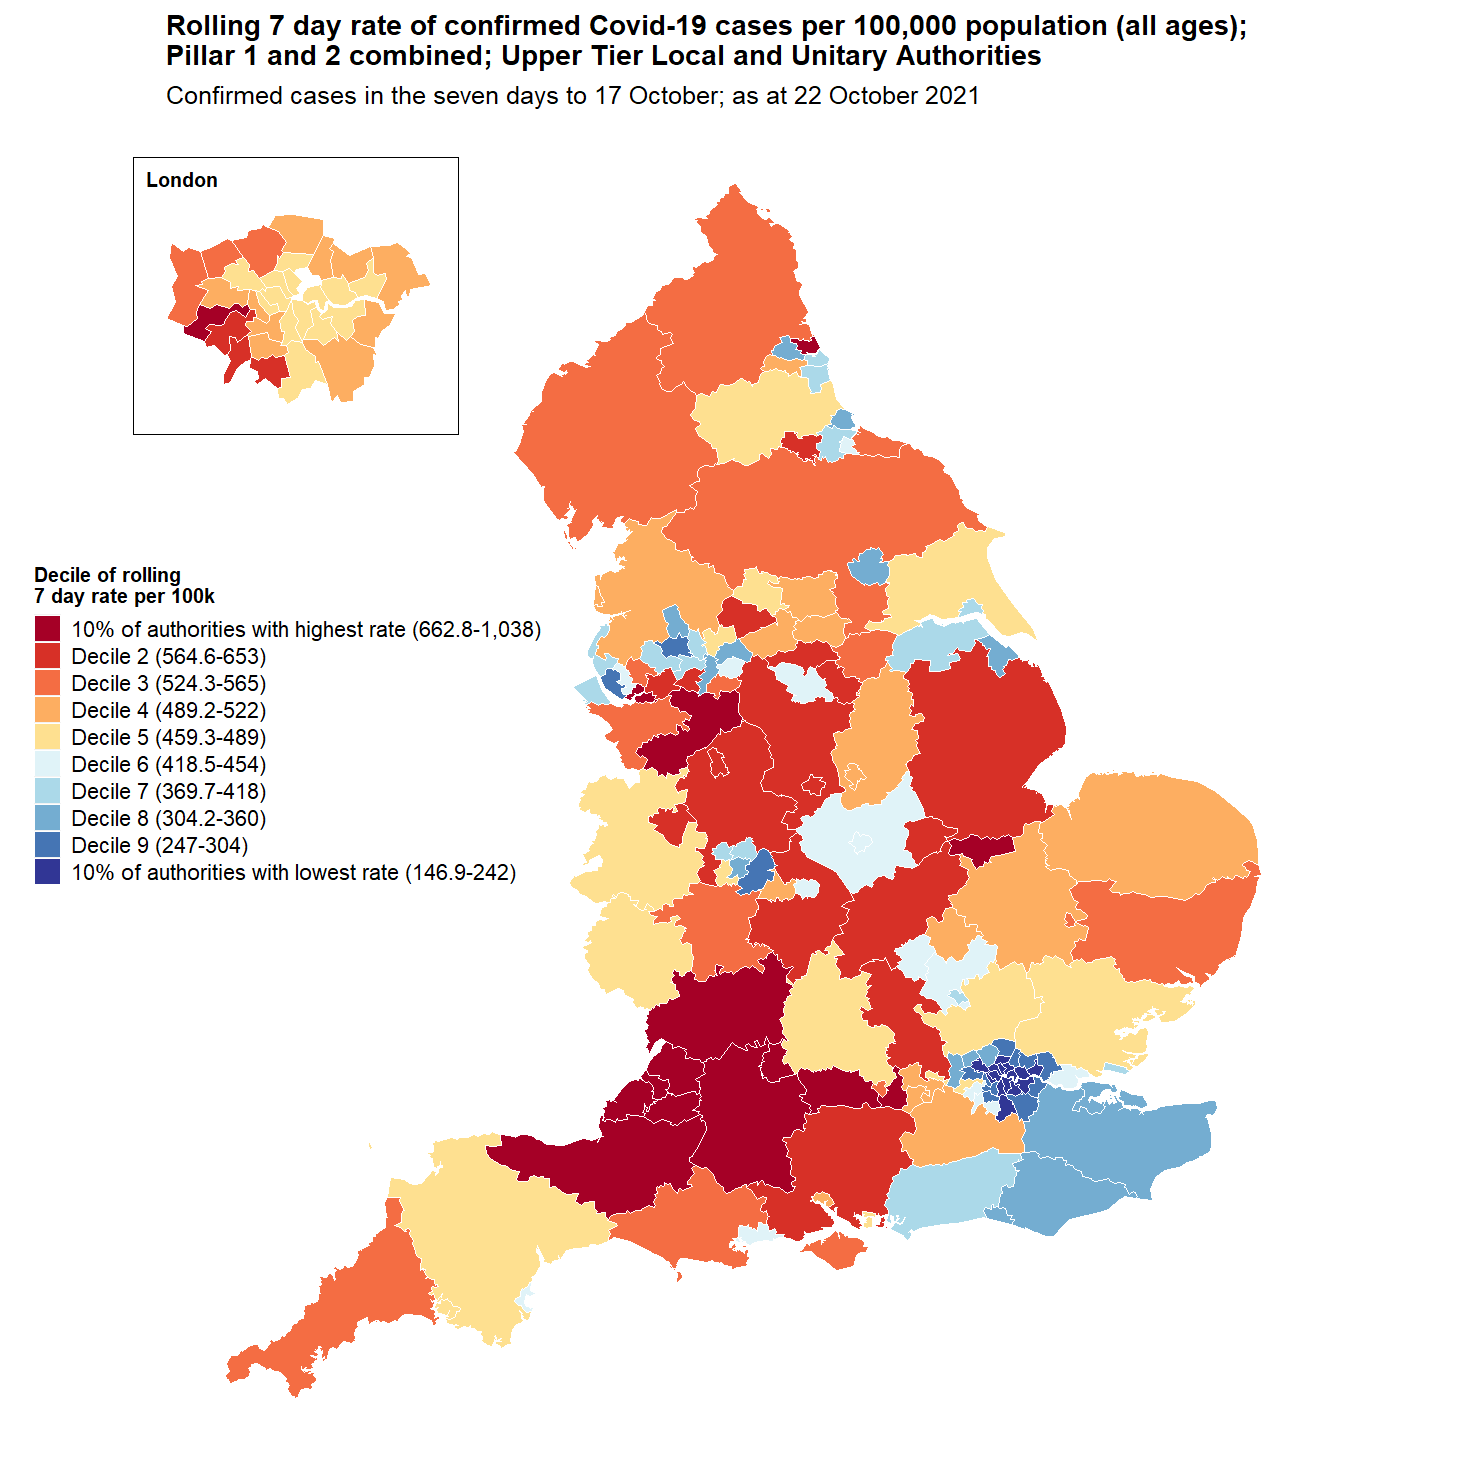 Rolling 7 day rate of confirmed Covid-19 cases per 100,000 population (all ages);
Pillar 1 and 2 combined; Upper Tier Local and Unitary Authorities
Confirmed cases in the seven days to 17 October; as at 22 October 2021
London
Decile of rolling
7 day rate per 100k
10% of authorities with highest rate (662.8-1,038)
Decile 2 (564.6-653)
Decile 3 (524.3-565)
Decile 4 (489.2-522)
Decile 5 (459.3-489)
Decile 6 (418.5-454)
Decile 7 (369.7-418)
Decile 8 (304.2-360)
Decile 9 (247-304)
10% of authorities with lowest rate (146.9-242)